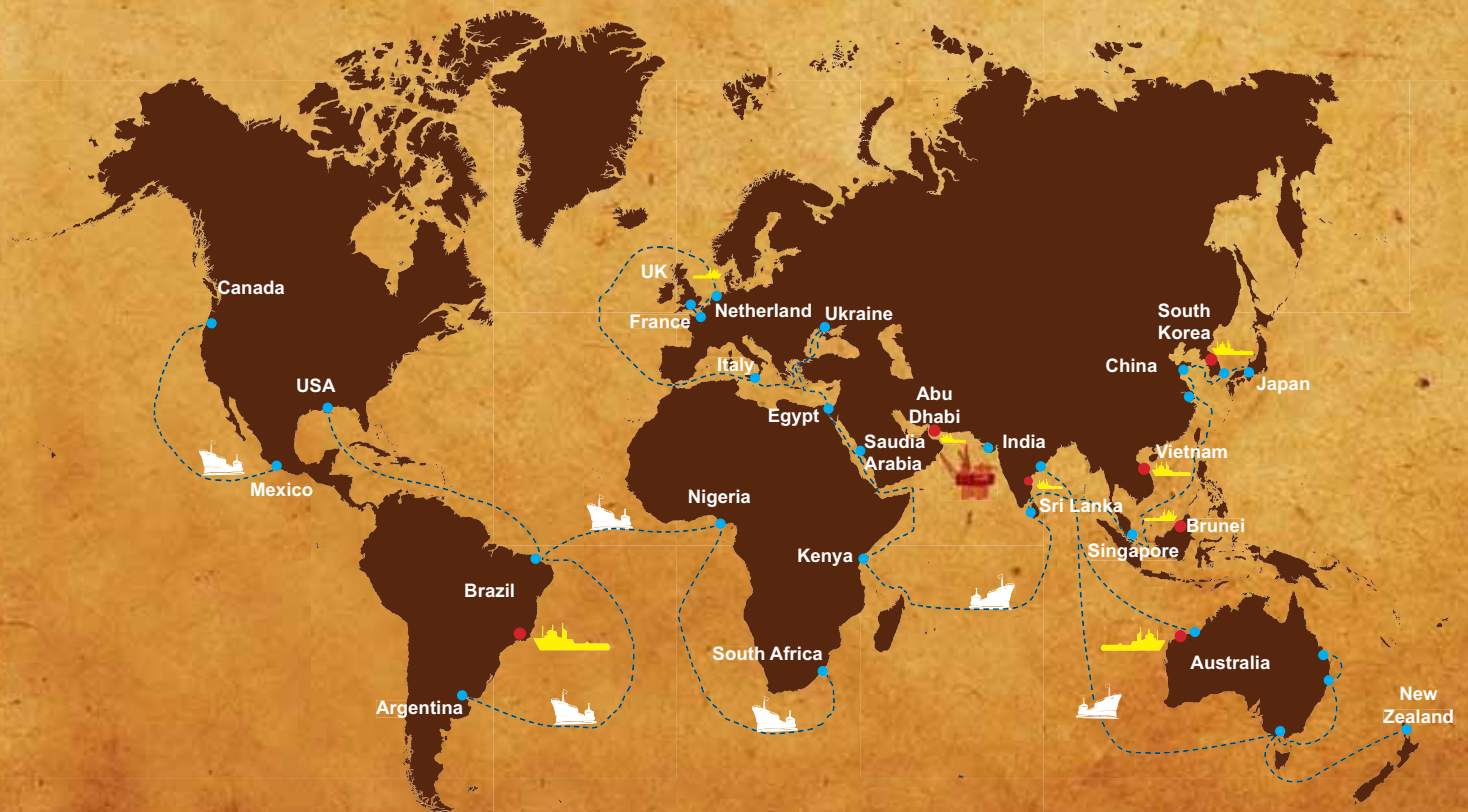 Canada
USA
Mexico
Brazil
Argentina
UK
France
Netherland
Ukraine
Italy
Egypt
Saudia
Arabia
Abu
Dhabi
India
Nigeria
Kenya
South Africa
South
Korea
China
Japan
Vietnam
Sri Lanka
Brunei
Singapore
Australia
New
Zealand